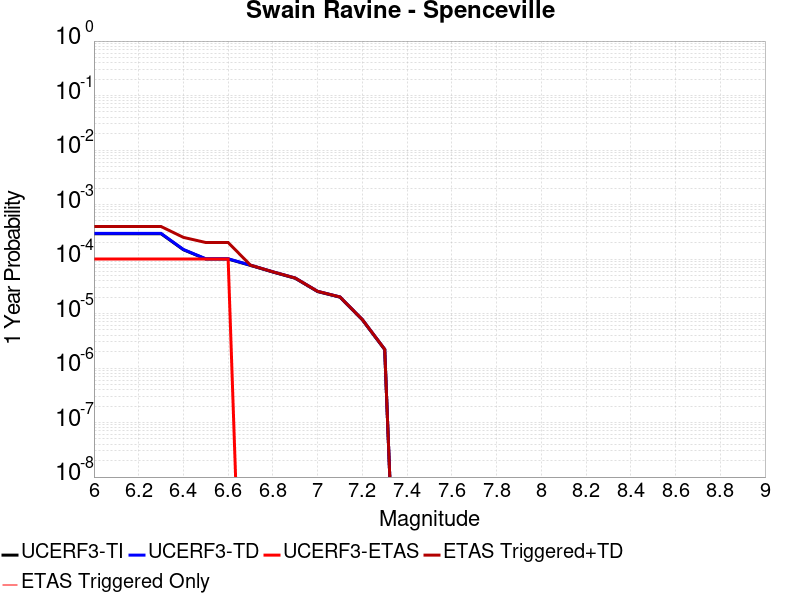 Swain Ravine - Spenceville
10^0
10^-1
10^-2
10^-3
10^-4
10^-5
10^-6
10^-7
10^-8
1 Year Probability
6 6.2 6.4 6.6 6.8 7 7.2 7.4 7.6 7.8 8 8.2 8.4 8.6 8.8 9
Magnitude
UCERF3-TI UCERF3-TD UCERF3-ETAS ETAS Triggered+TD
ETAS Triggered Only